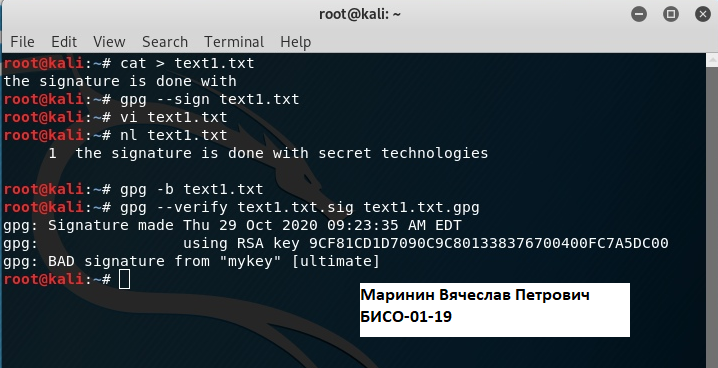 root@kali: ~
File Edit View Search Terminal Help
root@kali:~# cat > text1.txt
the signature is done with
root@kali:~# gpg --sign text1.txt
root@kali:~# vi text1.txt
root@kali:~# nl text1.txt
     1  the signature is done with secret technologies
root@kali:~# gpg -b text1.txt
root@kali:~# gpg --verify text1.txt.sig text1.txt.gpg
gpg: Signature made Thu 29 Oct 2020 09:23:35 AM EDT
gpg:                using RSA key 9CF81CD1D7090C9C801338376700400FC7A5DC00
gpg: BAD signature from "mykey" [ultimate]
root@kali:~#
Маринин Вячеслав Петрович
БИСО-01-19